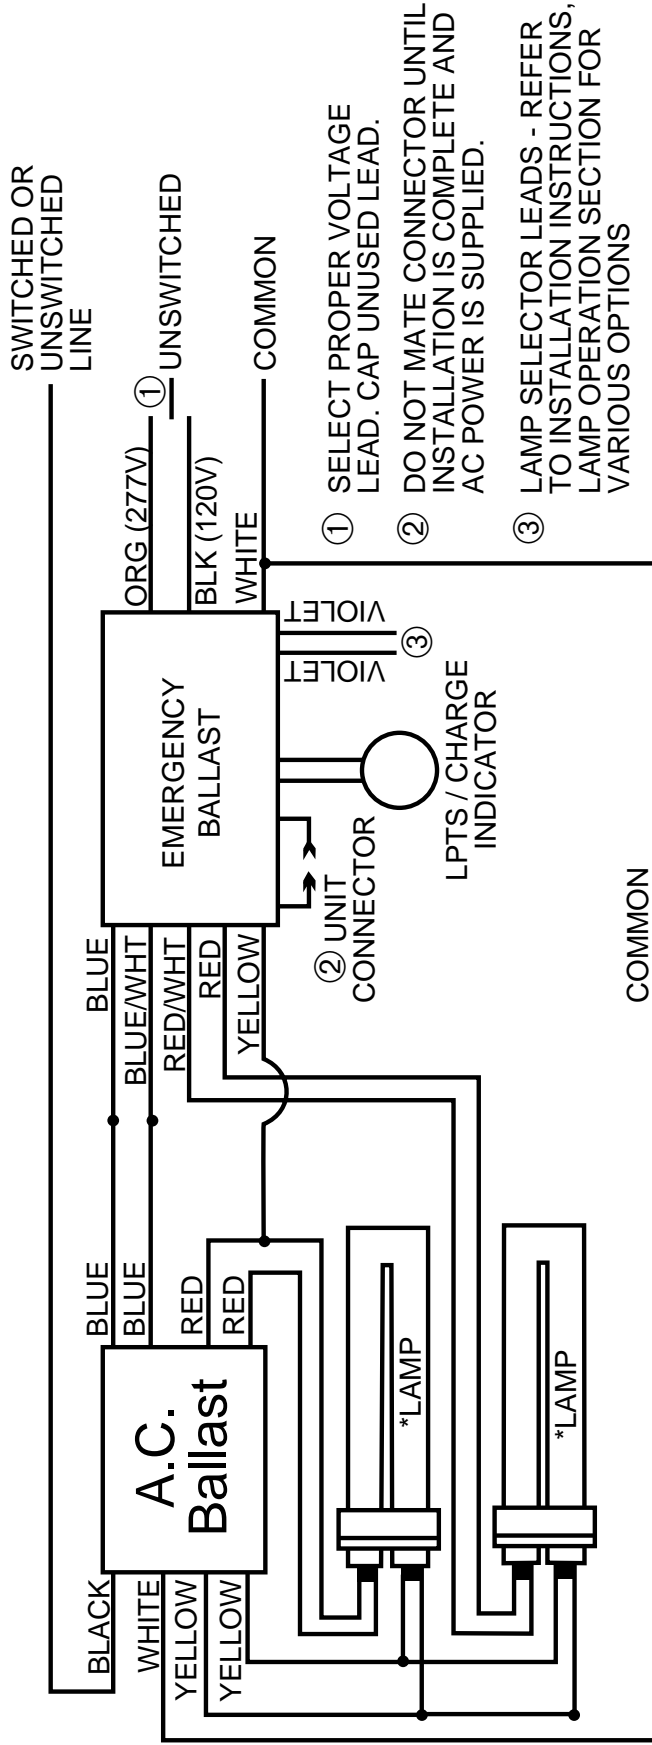 SWITCHED OR
UNSWITCHED
LINE
BLACK
WHITE
YELLOW
YELLOW
A.C.
Ballast
BLUE
BLUE
RED
RED
BLUE
BLUE/WHT
RED/WHT
RED
YELLOW
EMERGENCY
BALLAST
ORG (277V)
① UNSWITCHED
BLK (120V)
WHITE
COMMON
VIOLET
VIOLET
③
② UNIT
CONNECTOR
LPTS / CHARGE
INDICATOR
*LAMP
*LAMP
COMMON
① SELECT PROPER VOLTAGE
LEAD. CAP UNUSED LEAD.
② DO NOT MATE CONNECTOR UNTIL
INSTALLATION IS COMPLETE AND
AC POWER IS SUPPLIED.
③ LAMP SELECTOR LEADS - REFER
TO INSTALLATION INSTRUCTIONS,
LAMP OPERATION SECTION FOR
VARIOUS OPTIONS